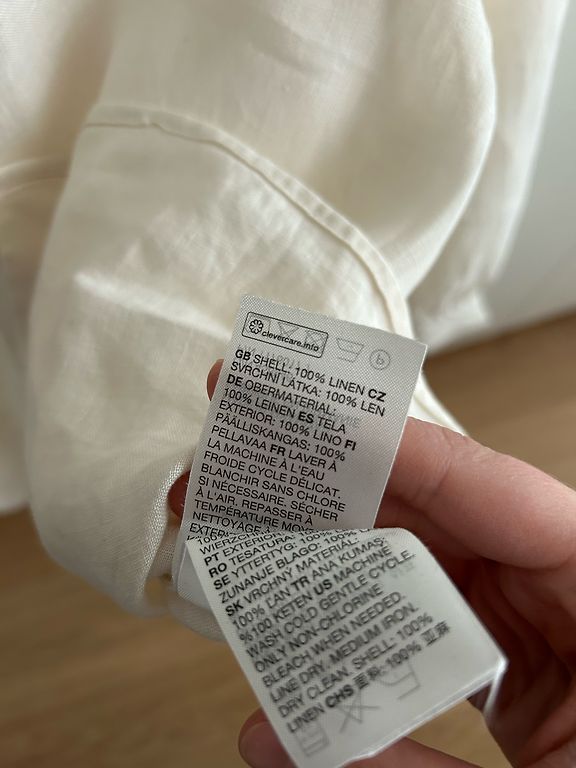 clevercare.info
GB SHELL: 100% LINEN CZ
SVRCHNÍ LÁTKA: 100% LEN
DE OBERMATERIAL:
100% LEINEN ES TELA
EXTERIOR: 100% LINO FI
PÄÄLLISKANGAS: 100%
PELLAVAA FR LAVER À
LA MACHINE À L'EAU
FROIDE CYCLE DÉLICAT.
BLANCHIR SANS CHLORE
SI NÉCESSAIRE. SÉCHER
À L'AIR. REPASSER À
TEMPÉRATURE
NETTOYAGE À
WIERZCH
PT EXTERIOR:
RO TESATURA: 100%
SE YTTERTYG: 100%
ZUNANJE BLAGO: 100%
SK VRCHNÝ MATERIÁL:
100% ĽAN TR ANA KUMAŞ:
%100 KETEN US MACHINE
WASH COLD GENTLE CYCLE.
ONLY NON-CHLORINE
BLEACH WHEN NEEDED.
LINE DRY. MEDIUM IRON.
DRY CLEAN. SHELL: 100%
LINEN CHS 面料: 100% 亚麻